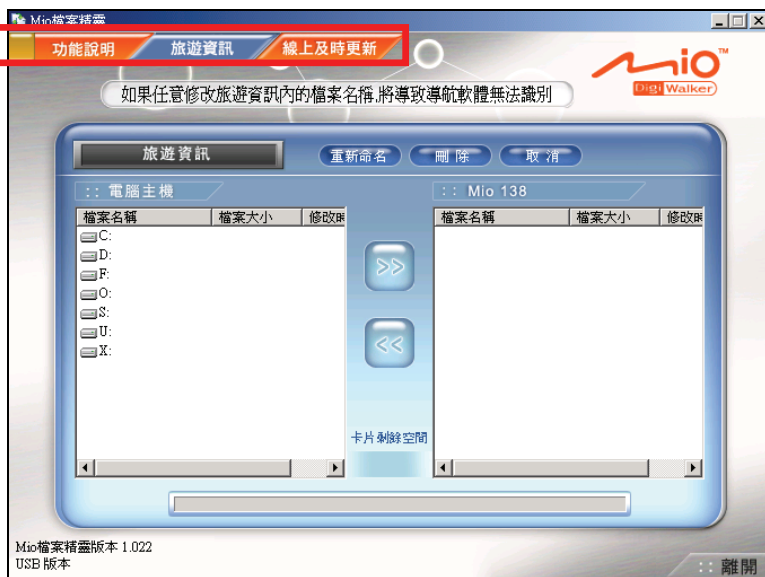 Mio檔案精靈
功能說明 旅遊資訊 線上及時更新
Mio™
DigiWalker
如果任意修改旅遊資訊內的檔案名稱,將導致導航軟體無法識別
旅遊資訊 重新命名 刪除 取消
:: 電腦主機 :: Mio 138
檔案名稱 檔案大小 檔案名稱 檔案大小
C:
D:
F:
O:
S:
U:
X:
>>
<<
卡片剩餘空間
Mio檔案精靈版本 1.022
USB 版本
:: 離開